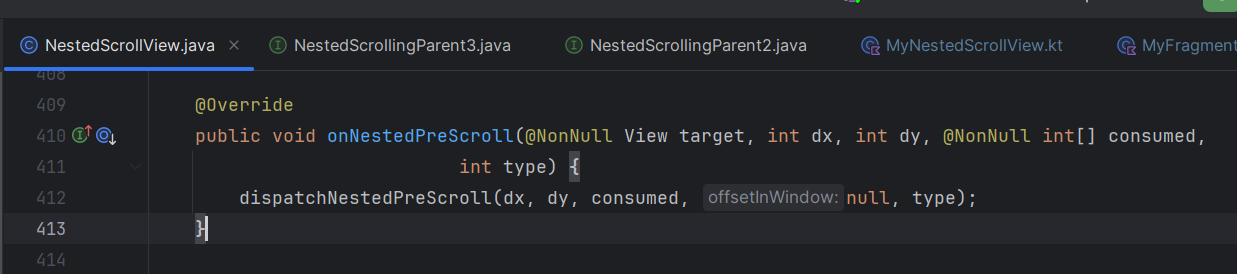 NestedScrollView.java
NestedScrollingParent3.java
NestedScrollingParent2.java
MyNestedScrollView.kt
MyFragment
408
409 @Override
410 public void onNestedPreScroll(@NonNull View target, int dx, int dy, @NonNull int[] consumed,
411 int type) {
412 dispatchNestedPreScroll(dx, dy, consumed, offsetInWindow: null, type);
413 }
414